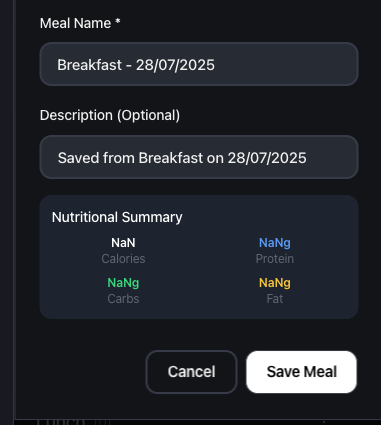 Meal Name *
Breakfast - 28/07/2025
Description (Optional)
Saved from Breakfast on 28/07/2025
Nutritional Summary
NaN NaNg
Calories Protein
NaNg NaNg
Carbs Fat
Cancel Save Meal